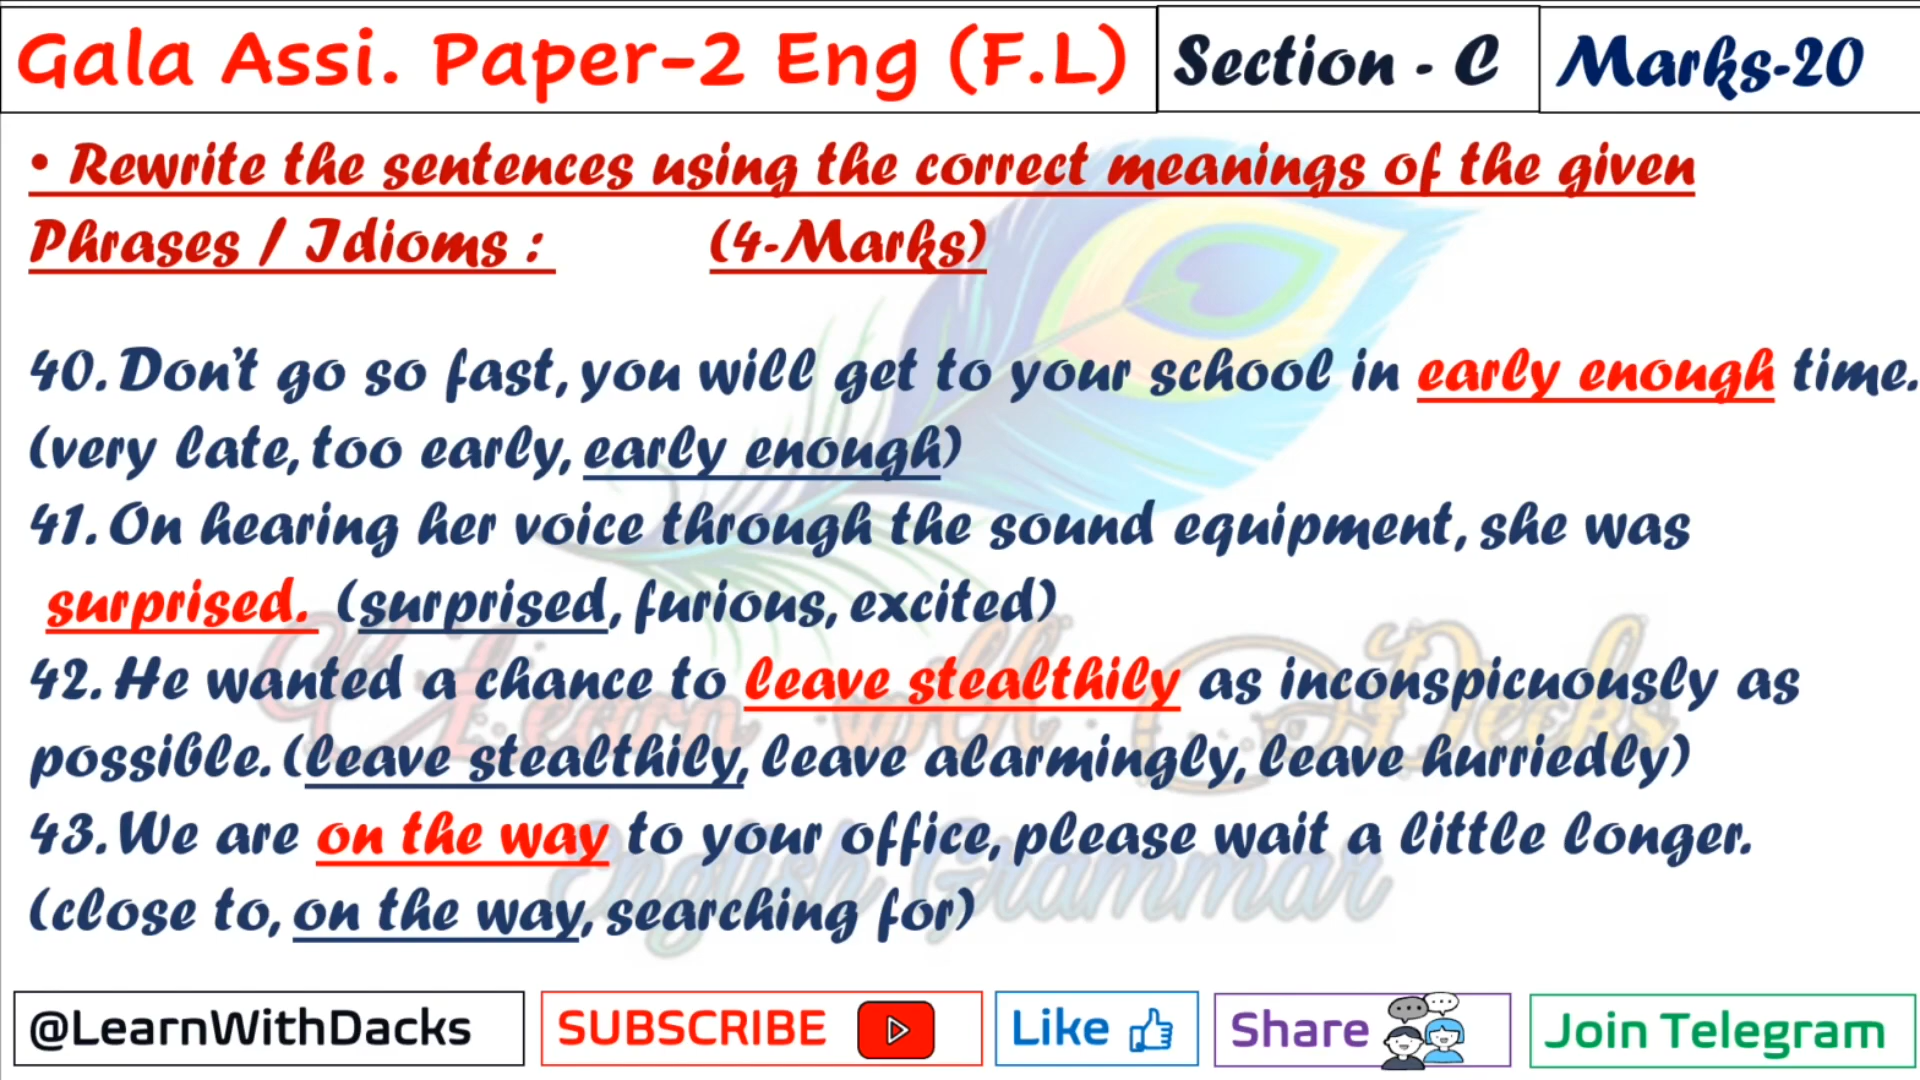 Gala Assi. Paper-2 Eng (F.L) Section - C Marks-20
• Rewrite the sentences using the correct meanings of the given
Phrases / Idioms : (4-Marks)
40. Don't go so fast, you will get to your school in early enough time.
(very late, too early, early enough)
41. On hearing her voice through the sound equipment, she was
surprised. (surprised, furious, excited)
42. He wanted a chance to leave stealthily as inconspicuously as
possible. (leave stealthily, leave alarmingly, leave hurriedly)
43. We are on the way to your office, please wait a little longer.
(close to, on the way, searching for)
Learn with Dacks
English Grammar
@LearnWithDacks SUBSCRIBE Like Share Join Telegram